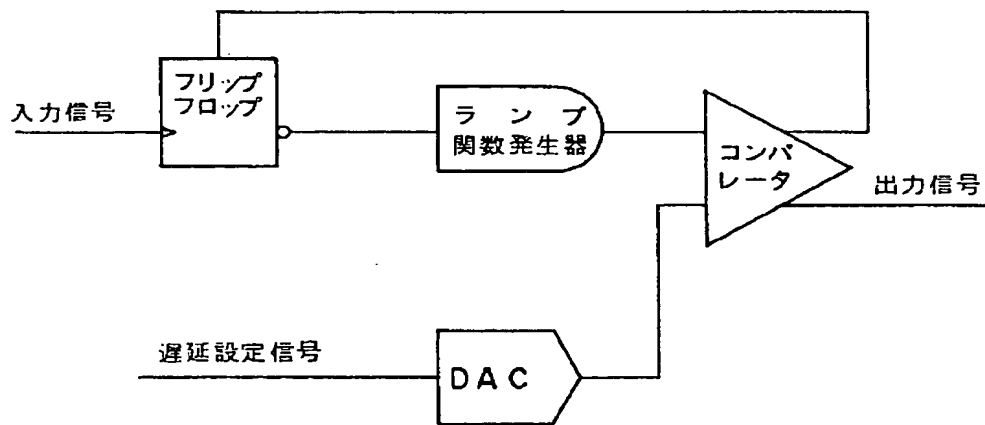 フリップ
フロップ
入力信号
ランプ
関数発生器
コンパ
レータ
出力信号
遅延設定信号
DAC